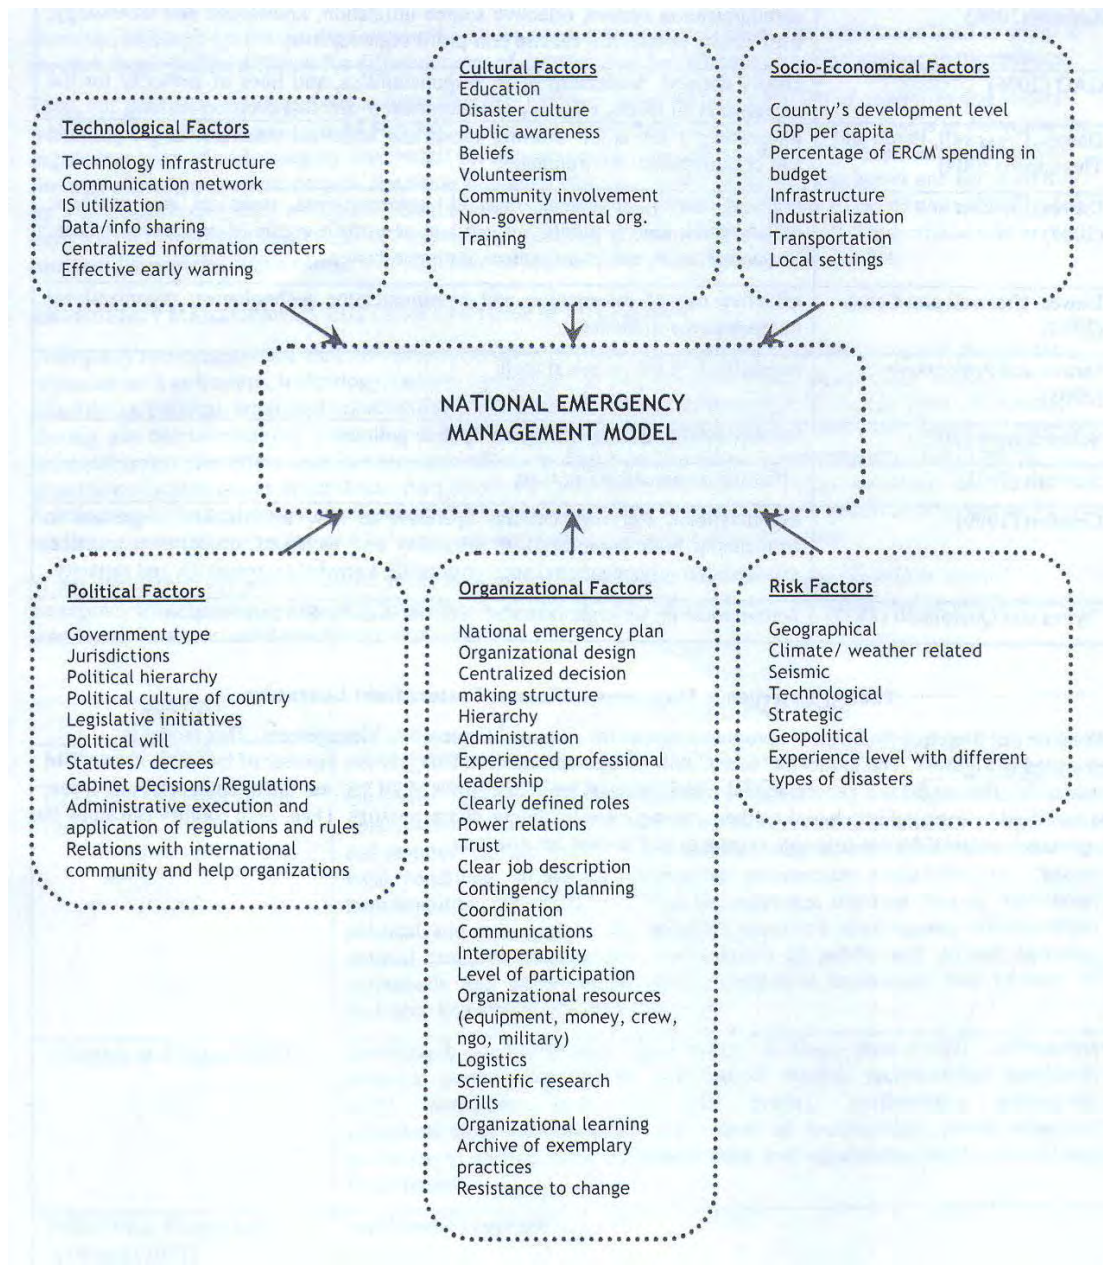 Technological Factors
Technology infrastructure
Communication network
IS utilization
Data/info sharing
Centralized information centers
Effective early warning
Cultural Factors
Education
Disaster culture
Public awareness
Beliefs
Volunteerism
Community involvement
Non-governmental org.
Training
Socio-Economical Factors
Country's development level
GDP per capita
Percentage of ERCM spending in
budget
Infrastructure
Industrialization
Transportation
Local settings
NATIONAL EMERGENCY
MANAGEMENT MODEL
Political Factors
Government type
Jurisdictions
Political hierarchy
Political culture of country
Legislative initiatives
Political will
Statues/ decrees
Cabinet Decisions/Regulations
Administrative execution and
application of regulations and rules
Relations with international
community and help organizations
Organizational Factors
National emergency plan
Organizational design
Centralized decision
making structure
Hierarchy
Administration
Experienced professional
leadership
Clearly defined roles
Power relations
Trust
Clear job description
Contingency planning
Coordination
Communications
Interoperability
Level of participation
Organizational resources
(equipment, money, crew,
ngo, military)
Logistics
Scientific research
Drills
Organizational learning
Archive of exemplary
practices
Resistance to change
Risk Factors
Geographical
Climate/ weather related
Seismic
Technological
Strategic
Geopolitical
Experience level with different
types of disasters